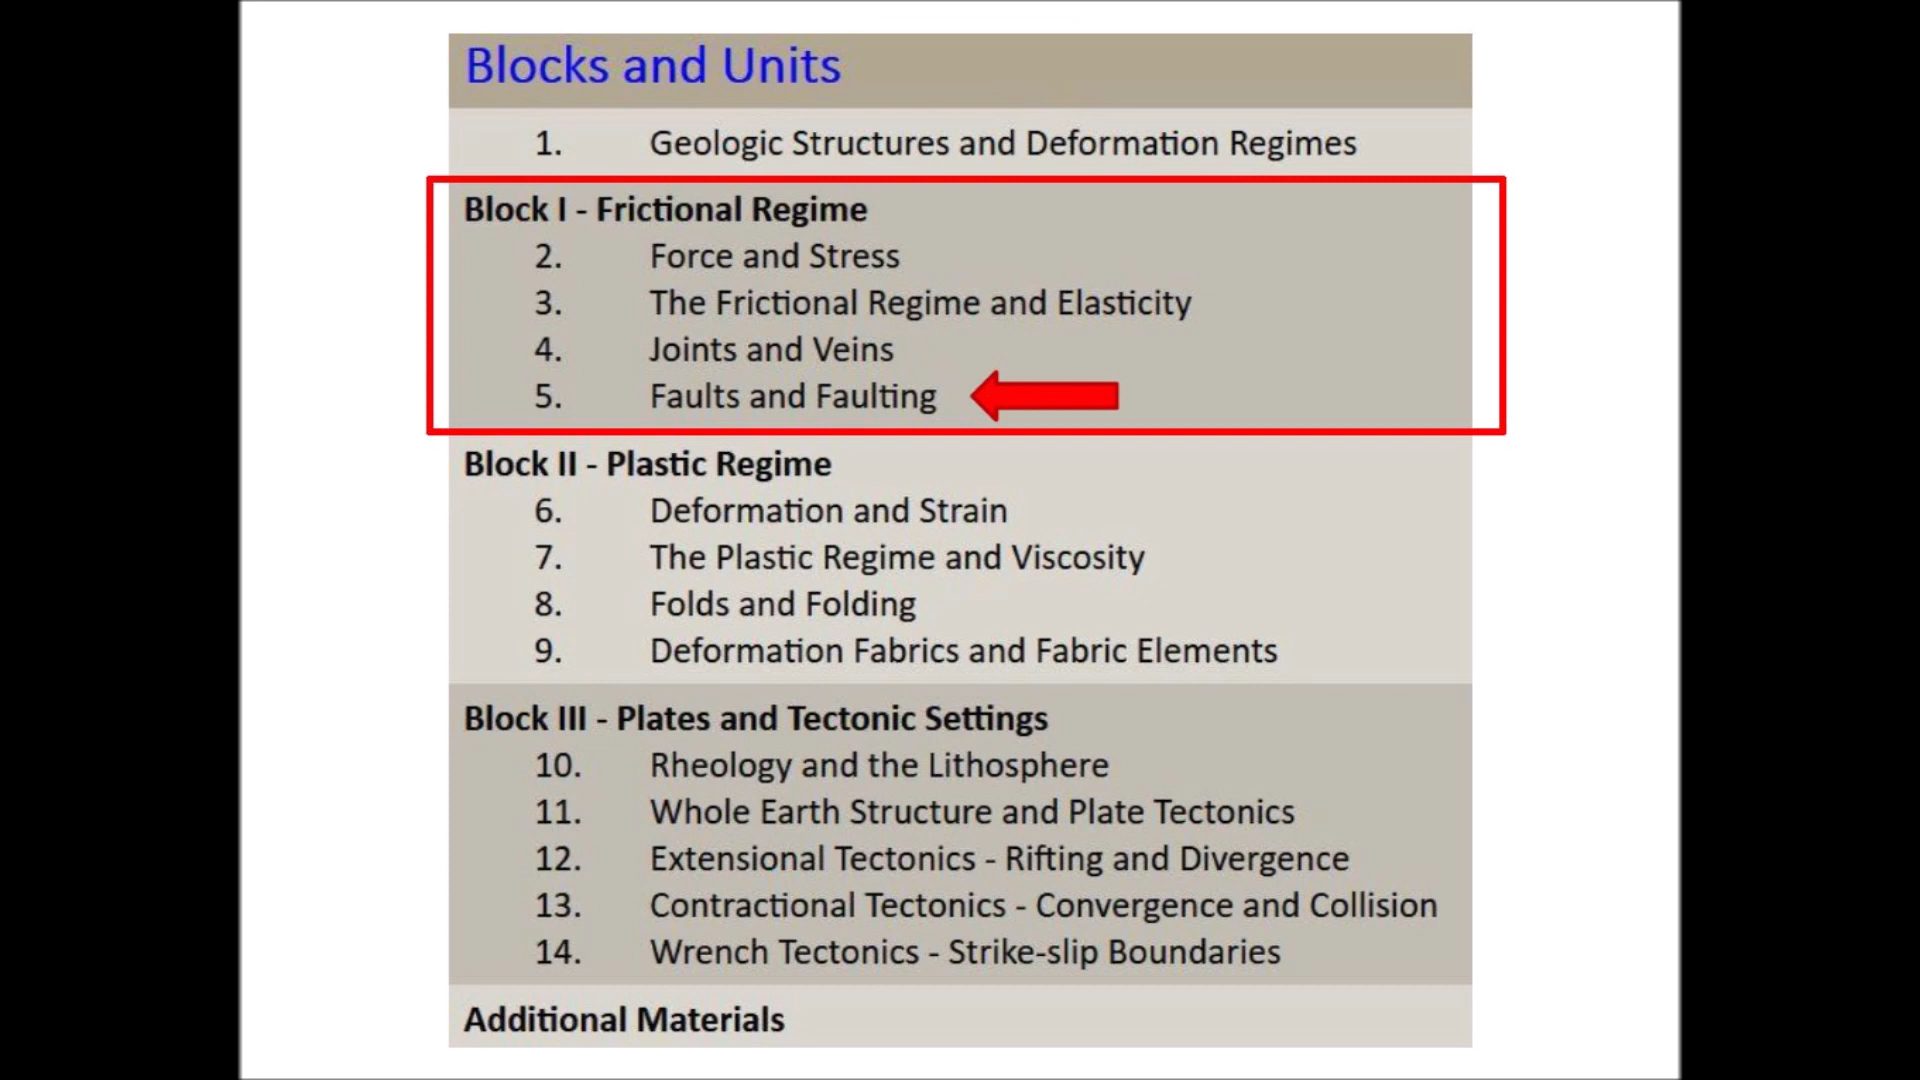 Blocks and Units
1. Geologic Structures and Deformation Regimes
Block I - Frictional Regime
2. Force and Stress
3. The Frictional Regime and Elasticity
4. Joints and Veins
5. Faults and Faulting
Block II - Plastic Regime
6. Deformation and Strain
7. The Plastic Regime and Viscosity
8. Folds and Folding
9. Deformation Fabrics and Fabric Elements
Block III - Plates and Tectonic Settings
10. Rheology and the Lithosphere
11. Whole Earth Structure and Plate Tectonics
12. Extensional Tectonics - Rifting and Divergence
13. Contractional Tectonics - Convergence and Collision
14. Wrench Tectonics - Strike-slip Boundaries
Additional Materials